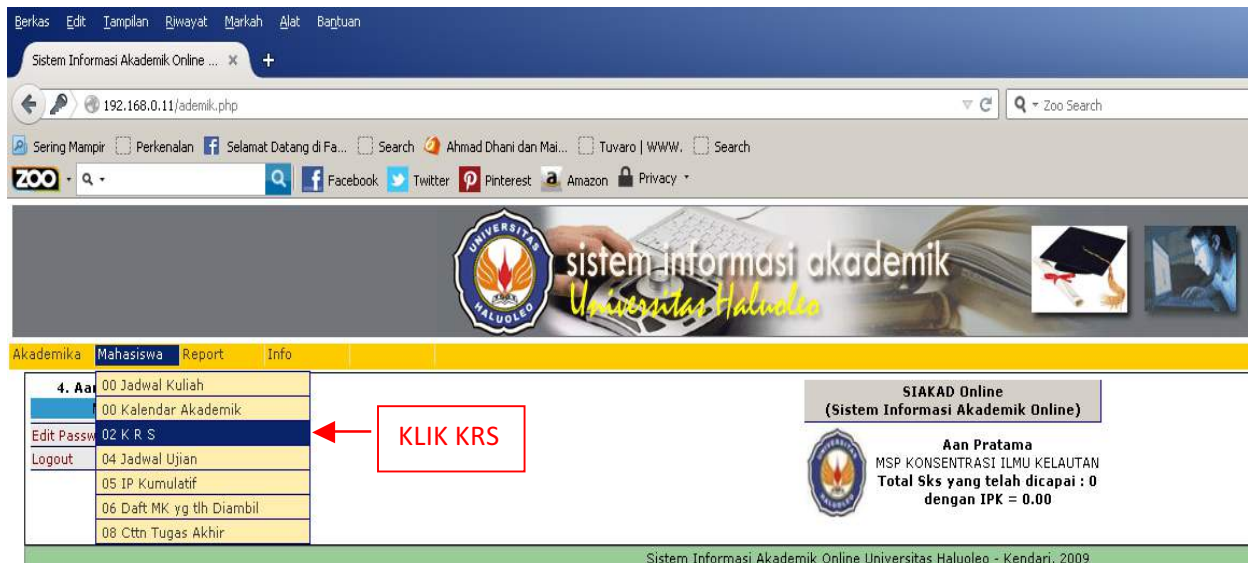 Berkas Edit Tampilan Riwayat Markah Alat Bantuan
Sistem Informasi Akademik Online ... × +
192.168.0.11/ademik.php Zoo Search
Sering Mampir Perkenalan Selamat Datang di Fa... Search Ahmad Dhani dan Mai... Tuvaro | WWW. Search
ZOO Facebook Twitter Pinterest Amazon Privacy
UNIVERSITAS HALUOLEO
sistem informasi akademik
Universitas Haluoleo
Akademika Mahasiswa Report Info
4. Aa
Edit Passw
Logout
00 Jadwal Kuliah
00 Kalendar Akademik
02 K R S
04 Jadwal Ujian
05 IP Kumulatif
06 Daft MK yg tlh Diambil
08 Cttn Tugas Akhir
KLIK KRS
SIAKAD Online
(Sistem Informasi Akademik Online)
Aan Pratama
MSP KONSENTRASI ILMU KELAUTAN
Total Sks yang telah dicapai : 0
dengan IPK = 0.00
Sistem Informasi Akademik Online Universitas Haluoleo - Kendari, 2009